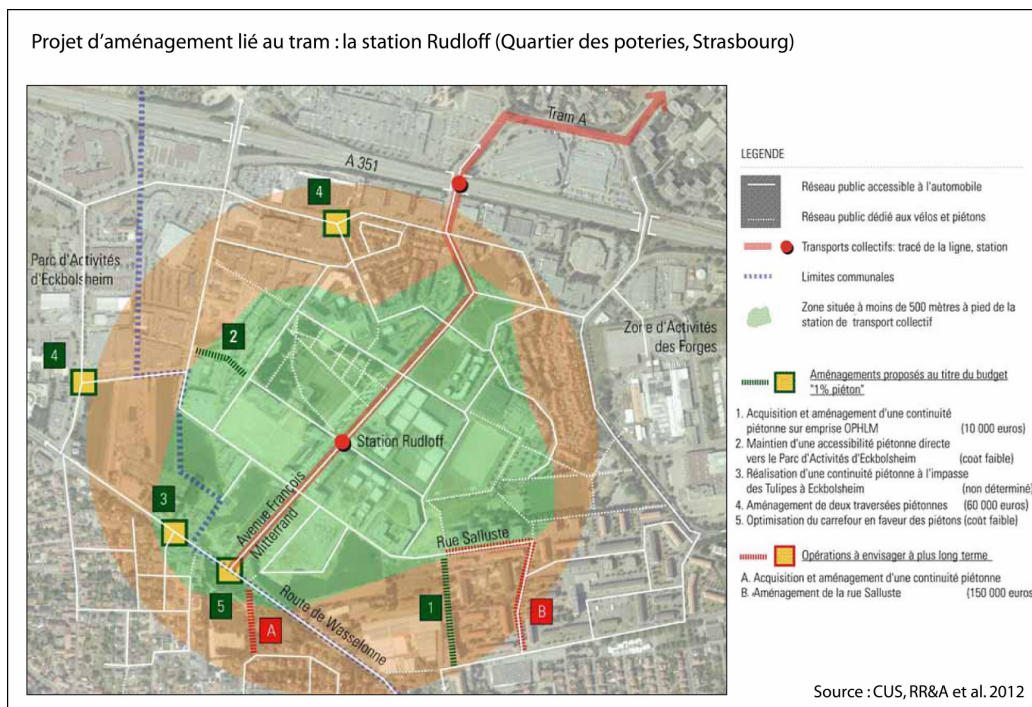 Projet d'aménagement lié au tram : la station Rudloff (Quartier des poteries, Strasbourg)
Tram A
A 351
4
Parc d'Activités
d'Eckbolsheim
2
4
Zone d'Activités
des Forges
Station Rudloff
3
Avenue François
Mitterrand
Rue Salluste
5
A
Route de Wasselonne
1
B
LEGENDE
Réseau public accessible à l'automobile
Réseau public dédié aux vélos et piétons
Transports collectifs: tracé de la ligne, station
Limites communales
Zone située à moins de 500 mètres à pied de la
station de transport collectif
Aménagements proposés au titre du budget
"1% piéton"
1. Acquisition et aménagement d'une continuité
piétonne sur emprise OPHLM (10 000 euros)
2. Maintien d'une accessibilité piétonne directe
vers le Parc d'Activités d'Eckbolsheim (coot faible)
3. Réalisation d'une continuité piétonne à l'impasse
des Tulipes à Eckbolsheim (non déterminé)
4. Aménagement de deux traversées piétonnes (60 000 euros)
5. Optimisation du carrefour en faveur des piétons (coût faible)
Opérations à envisager à plus long terme
A. Acquisition et aménagement d'une continuité piétonne
B. Aménagement de la rue Salluste (150 000 euros
Source : CUS, RR&A et al. 2012